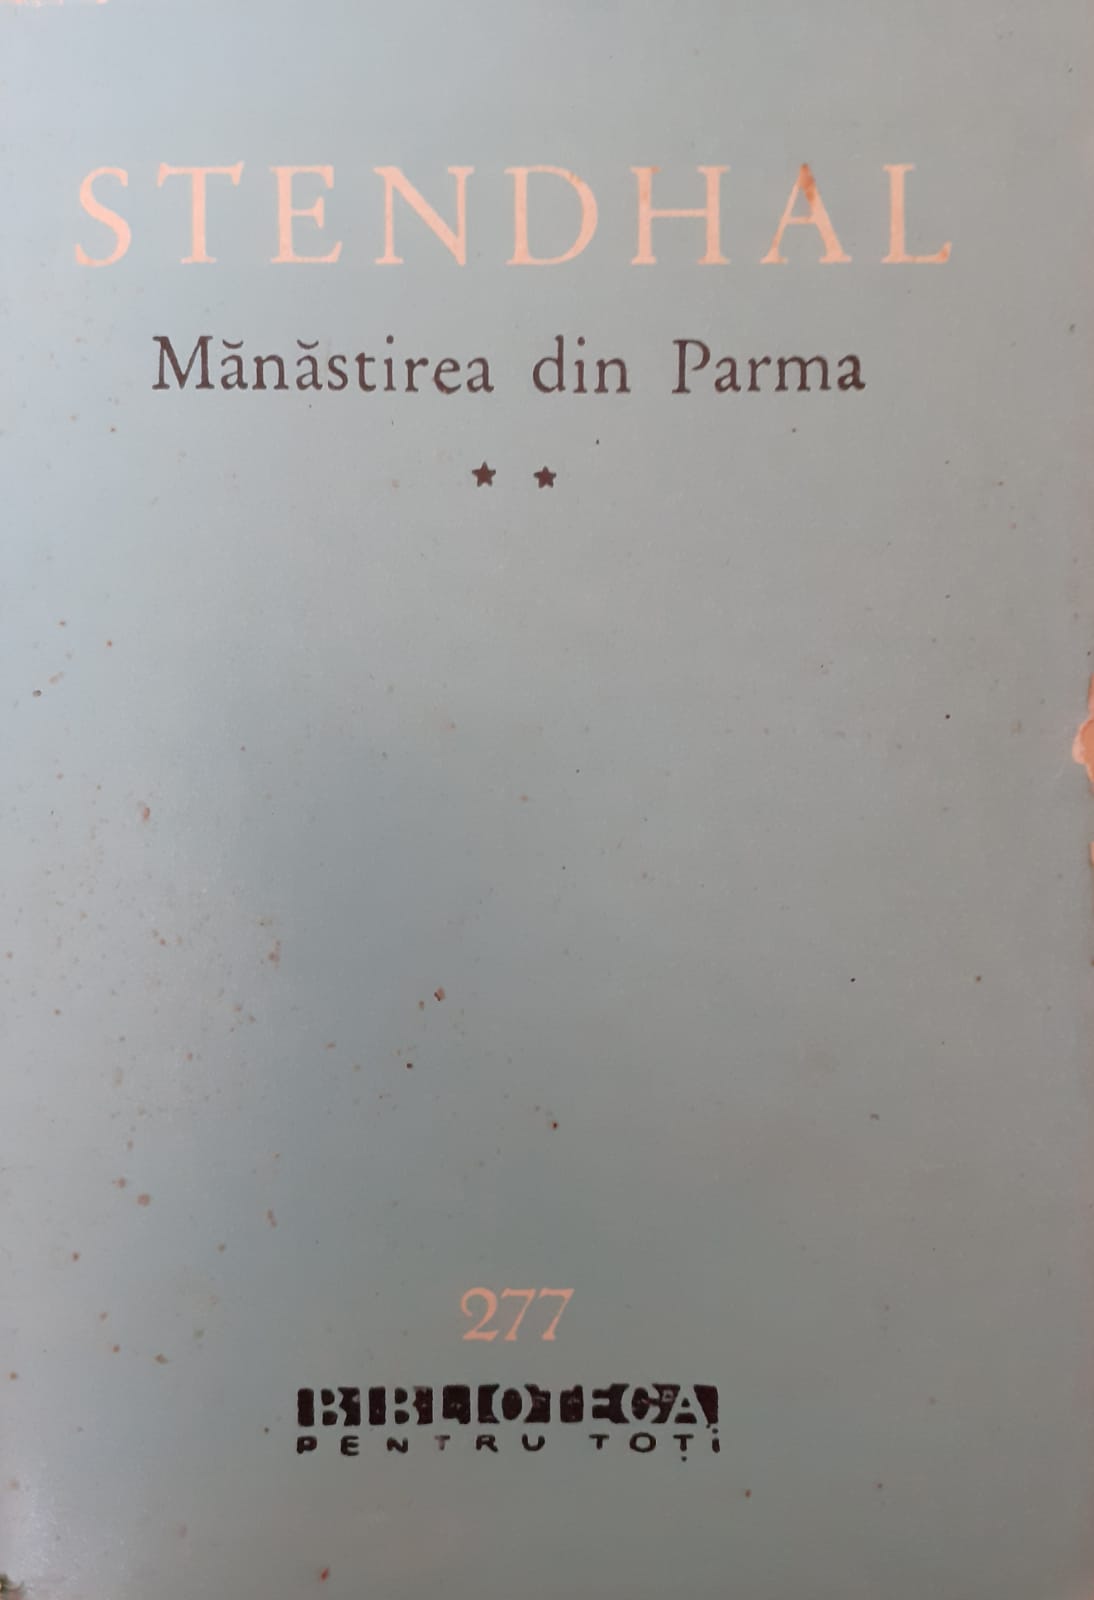 STENDHAL
Mănăstirea din Parma
★ ★
277
BIBLIOTECA
PENTRU TOȚI